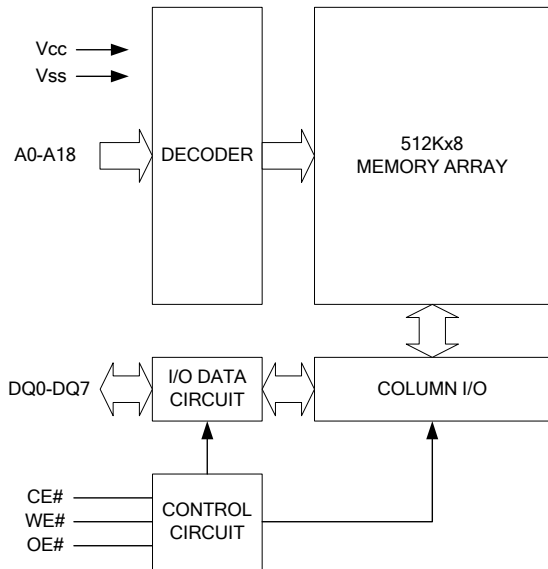 Vcc
Vss
A0-A18
DECODER
512Kx8
MEMORY ARRAY
DQ0-DQ7
I/O DATA
CIRCUIT
COLUMN I/O
CE#
WE#
OE#
CONTROL
CIRCUIT